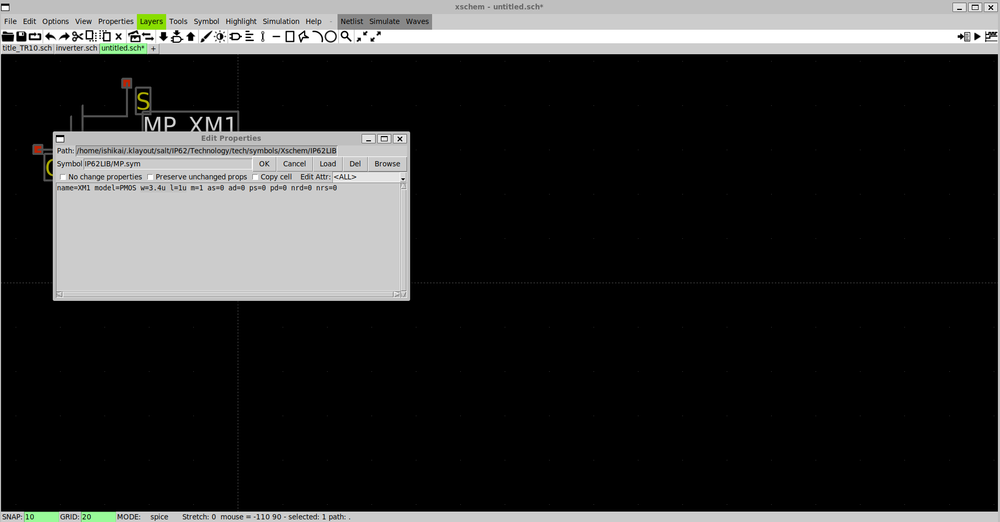 xschem - untitled.sch*
File Edit Options View Properties Layers Tools Symbol Highlight Simulation Help - Netlist Simulate Waves
title_TR10.sch inverter.sch untitled.sch* +
S
MP XM1
Edit Properties
Path: /home/ishikai/.klayout/salt/IP62/Technology/tech/symbols/Xschem/IP62LIB
Symbol IP62LIB/MP.sym OK Cancel Load Del Browse
No change properties Preserve unchanged props Copy cell Edit Attr: <ALL>
name=XM1 model=PMOS w=3.4u l=1u m=1 as=0 ad=0 ps=0 pd=0 nrd=0 nrs=0
SNAP: 10 GRID: 20 MODE: spice Stretch: 0 mouse = -110 90 - selected: 1 path: .